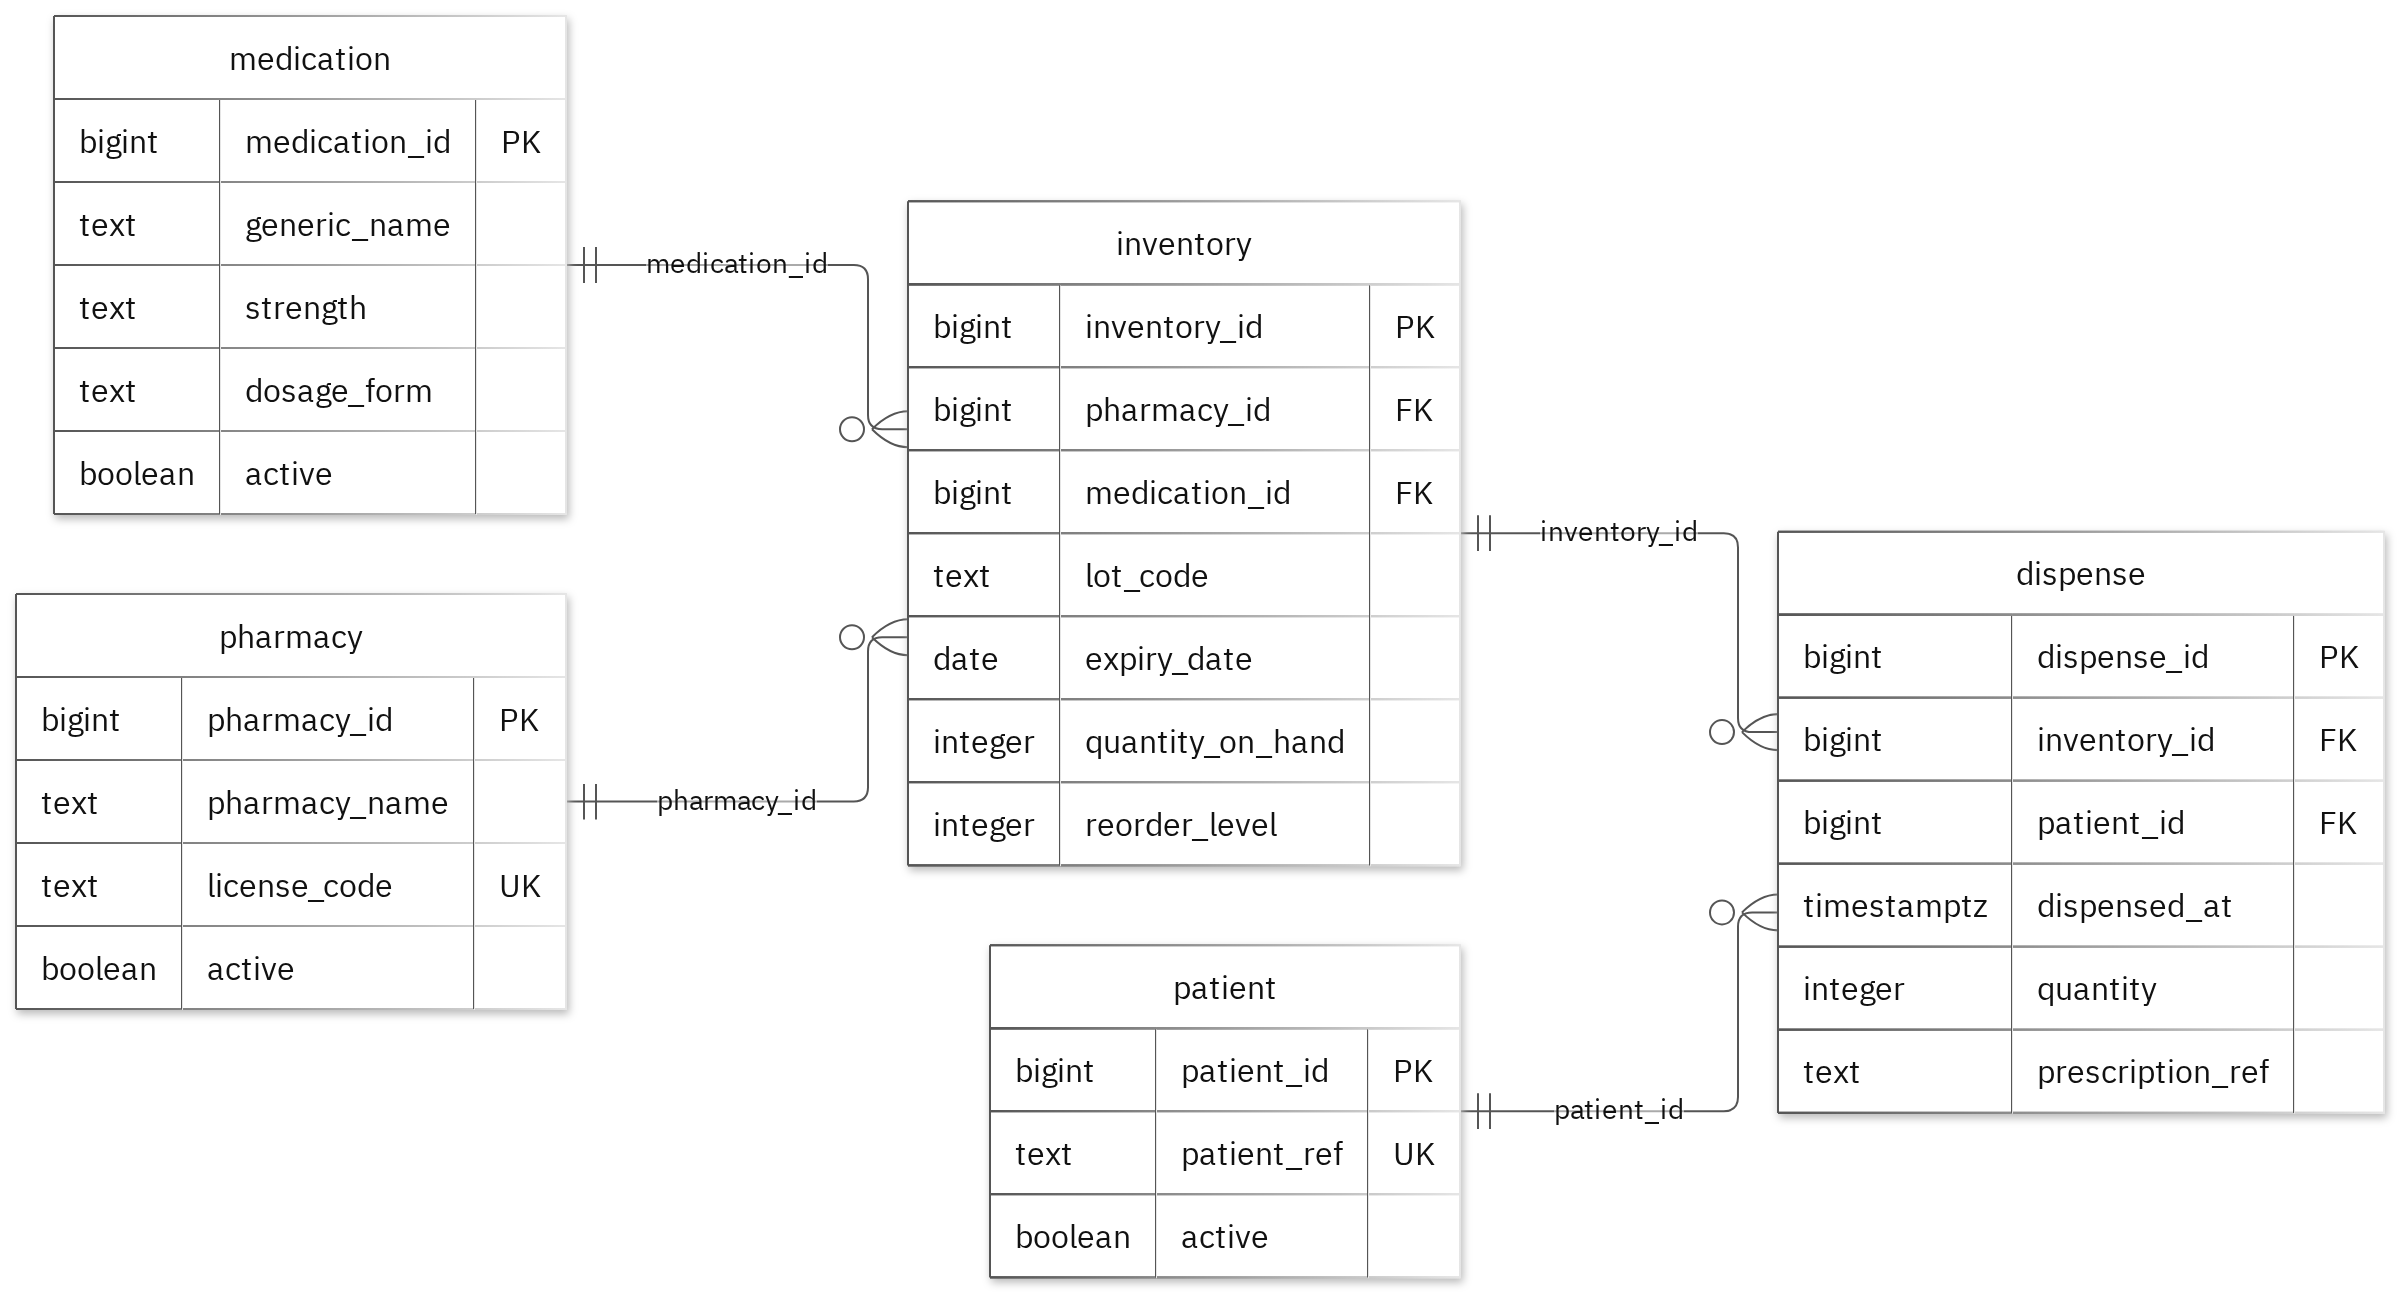 medication
bigint medication_id PK
text generic_name
text strength
text dosage_form
boolean active
medication_id
pharmacy
bigint pharmacy_id PK
text pharmacy_name
text license_code UK
boolean active
pharmacy_id
inventory
bigint inventory_id PK
bigint pharmacy_id FK
bigint medication_id FK
text lot_code
date expiry_date
integer quantity_on_hand
integer reorder_level
inventory_id
patient
bigint patient_id PK
text patient_ref UK
boolean active
patient_id
dispense
bigint dispense_id PK
bigint inventory_id FK
bigint patient_id FK
timestamptz dispensed_at
integer quantity
text prescription_ref